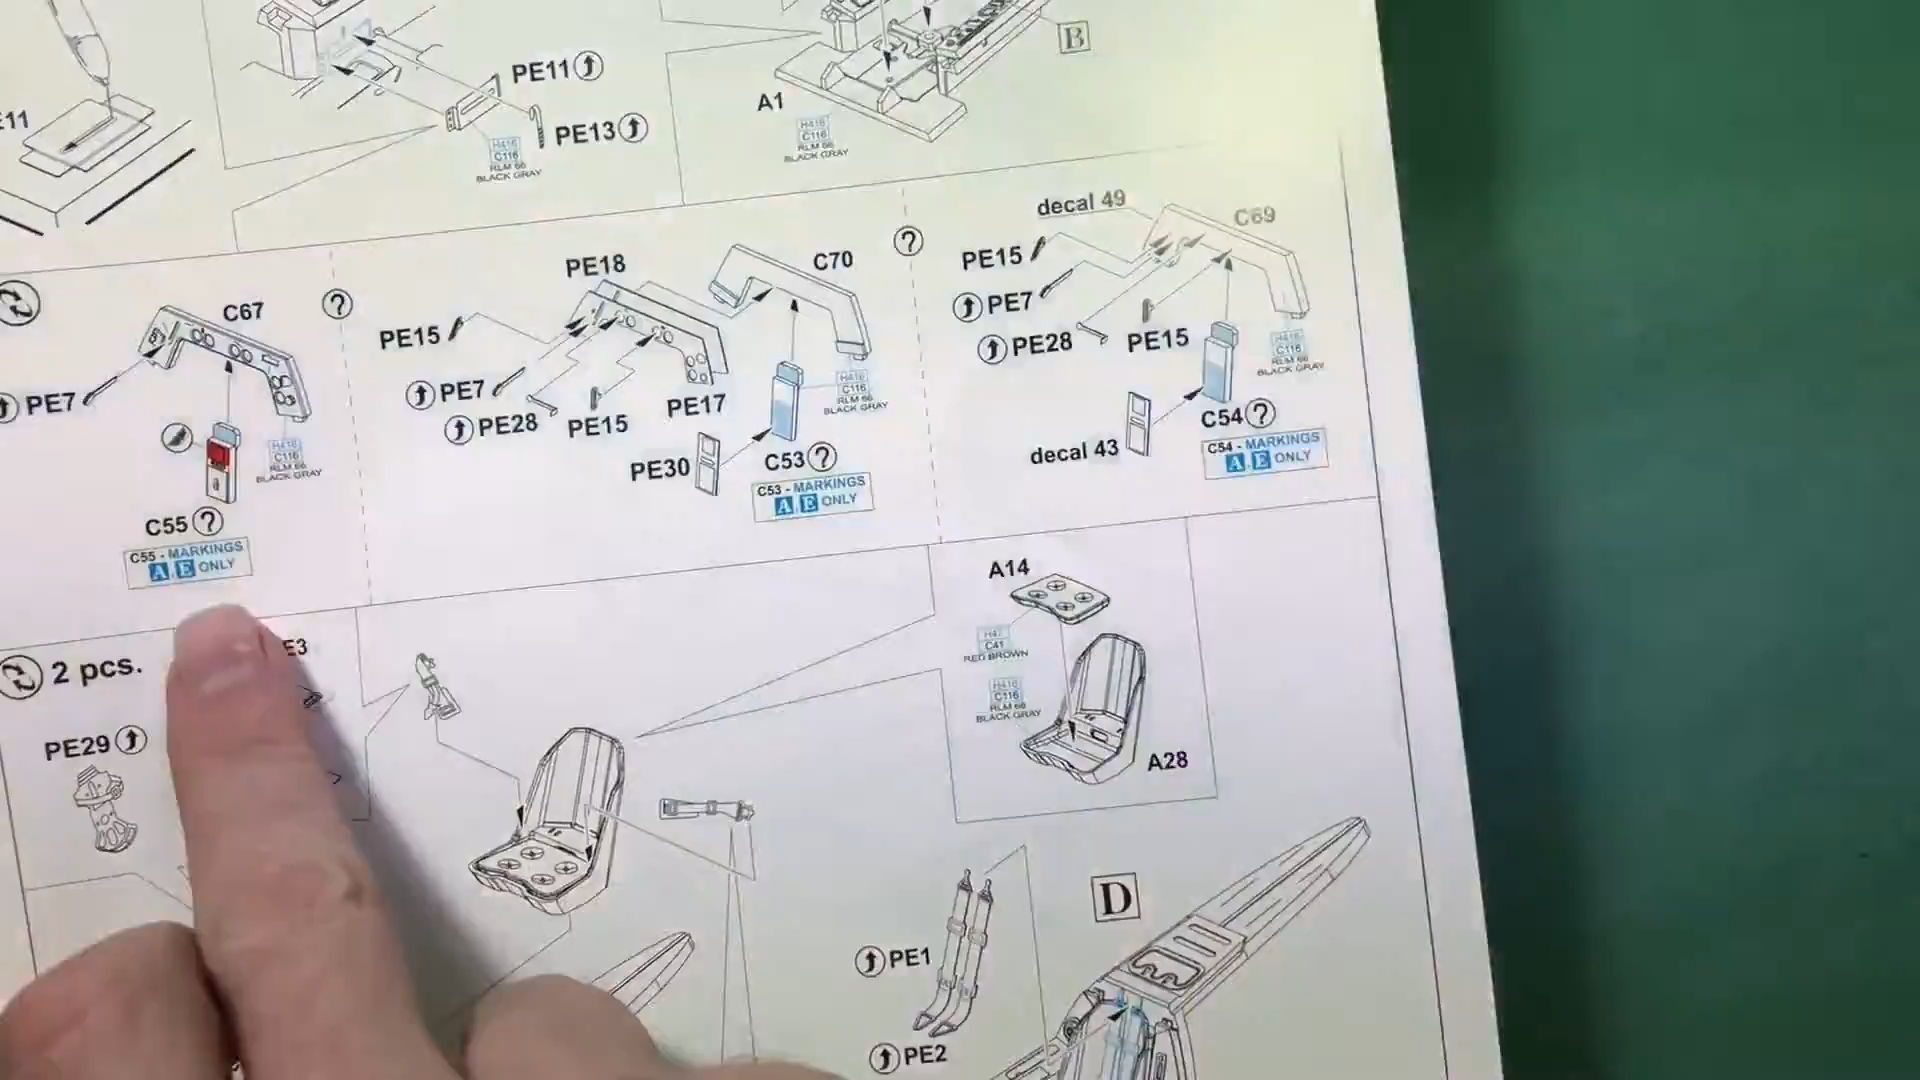 B
PE11
E11
A1
PE13
H416
C116
RLM 66
BLACK GRAY
H416
C116
RLM 66
BLACK GRAY
decal 49
C69
PE15
PE7
PE28
PE15
H416
C116
RLM 66
BLACK GRAY
C54 ?
decal 43
C54 - MARKINGS
A E ONLY
?
PE18
C70
PE15
PE7
PE28
PE15
PE17
H416
C116
RLM 66
BLACK GRAY
PE30
C53 ?
C53 - MARKINGS
A E ONLY
?
C67
PE7
H416
C116
RLM 66
BLACK GRAY
C55 ?
C55 - MARKINGS
A E ONLY
2 pcs.
E3
PE29
A14
H47
C41
RED BROWN
H416
C116
RLM 66
BLACK GRAY
A28
D
PE1
PE2